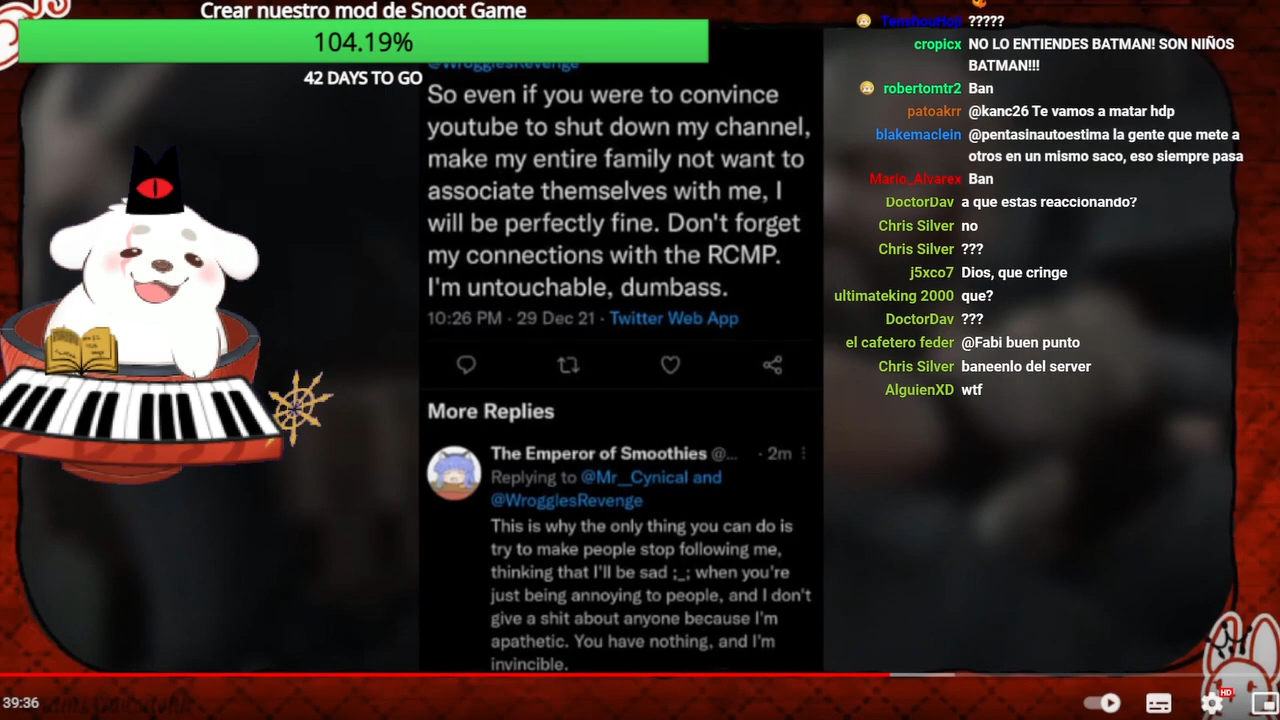 Crear nuestro mod de Snoot Game
104.19%
42 DAYS TO GO
@WrogglesRevenge
So even if you were to convince
youtube to shut down my channel,
make my entire family not want to
associate themselves with me, I
will be perfectly fine. Don't forget
my connections with the RCMP.
I'm untouchable, dumbass.
10:26 PM · 29 Dec 21 · Twitter Web App
More Replies
The Emperor of Smoothies @... · 2m
Replying to @Mr__Cynical and
@WrogglesRevenge
This is why the only thing you can do is
try to make people stop following me,
thinking that I'll be sad ;_; when you're
just being annoying to people, and I don't
give a shit about anyone because I'm
apathetic. You have nothing, and I'm
invincible.
TenshouHoji ?????
cropicx NO LO ENTIENDES BATMAN! SON NIÑOS
BATMAN!!!
robertomtr2 Ban
patoakrr @kanc26 Te vamos a matar hdp
blakemaclein @pentasinautoestima la gente que mete a
otros en un mismo saco, eso siempre pasa
Mario_Alvarex Ban
DoctorDav a que estas reaccionando?
Chris Silver no
Chris Silver ???
j5xco7 Dios, que cringe
ultimateking 2000 que?
DoctorDav ???
el cafetero feder @Fabi buen punto
Chris Silver baneenlo del server
AlguienXD wtf
39:36
HD